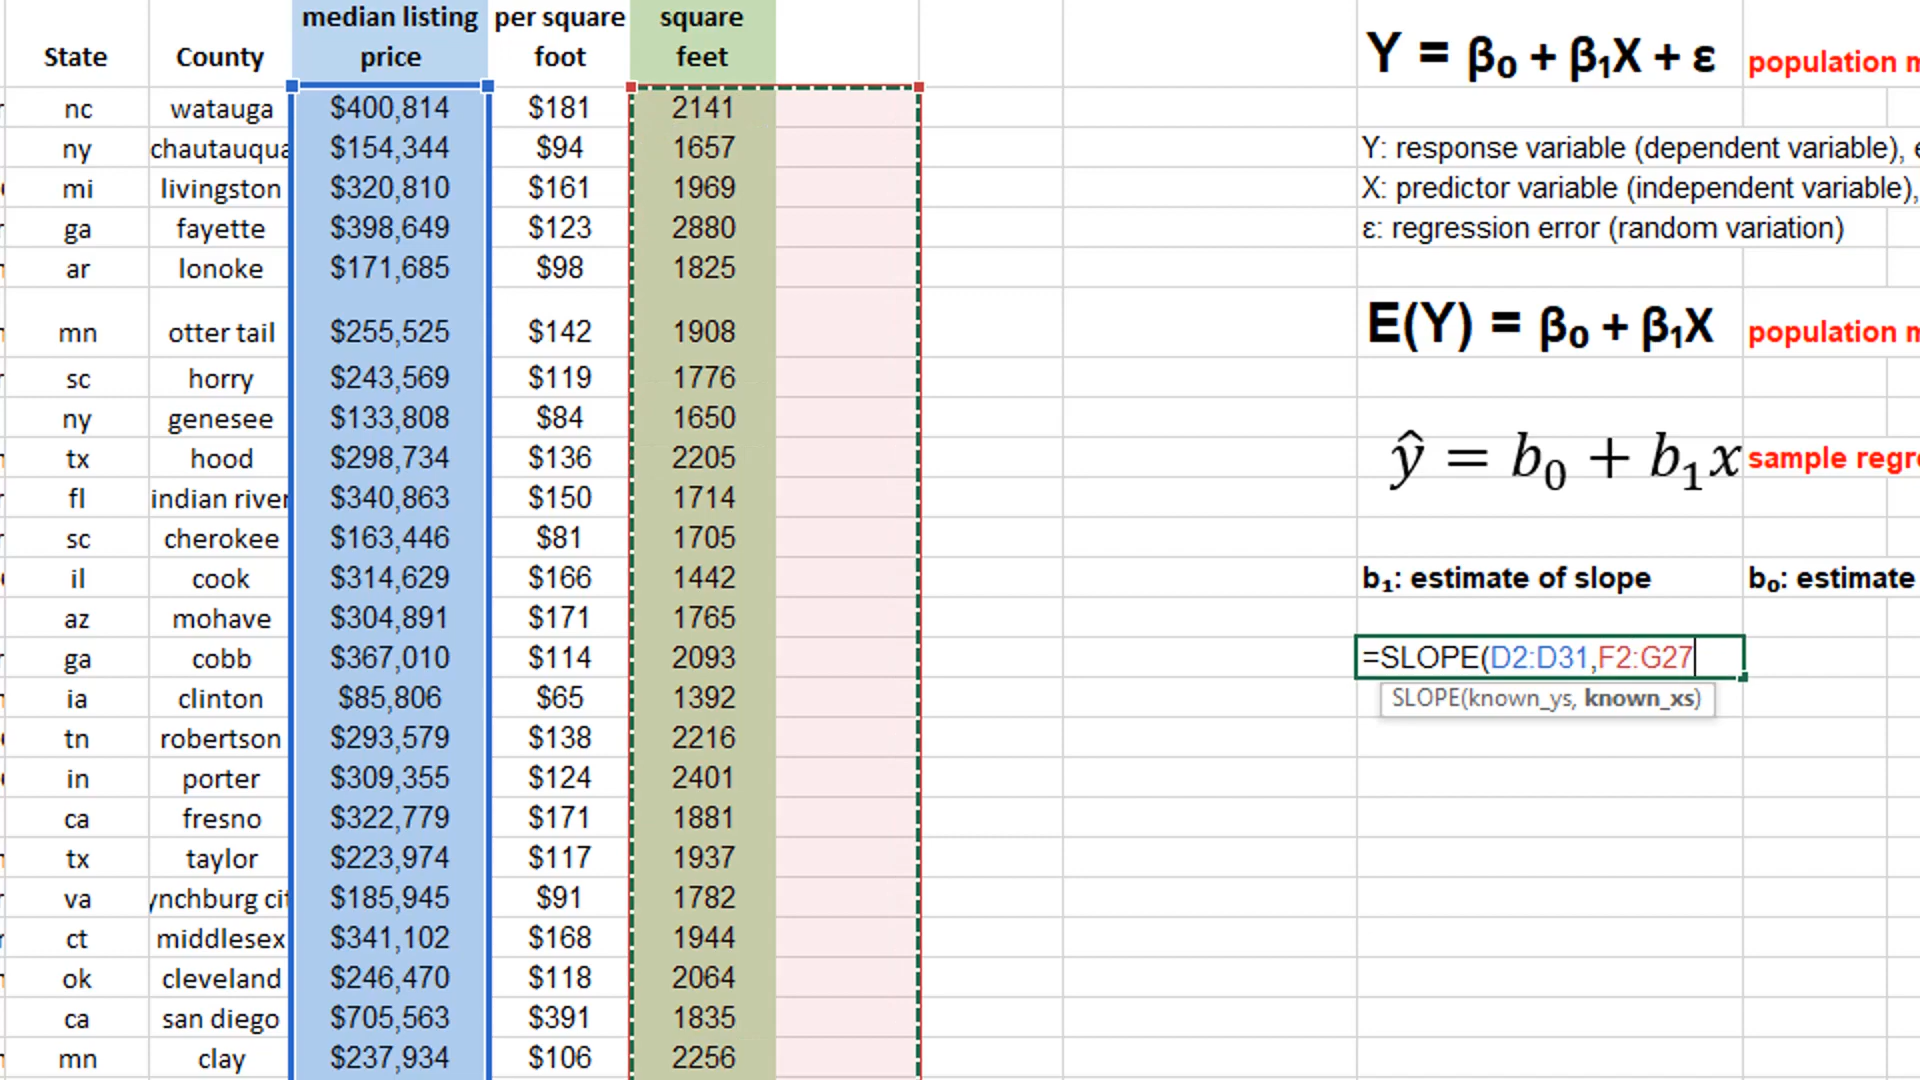 State County median listing price per square foot square feet
nc watauga $400,814 $181 2141
ny chautauqua $154,344 $94 1657
mi livingston $320,810 $161 1969
ga fayette $398,649 $123 2880
ar lonoke $171,685 $98 1825
mn otter tail $255,525 $142 1908
sc horry $243,569 $119 1776
ny genesee $133,808 $84 1650
tx hood $298,734 $136 2205
fl indian river $340,863 $150 1714
sc cherokee $163,446 $81 1705
il cook $314,629 $166 1442
az mohave $304,891 $171 1765
ga cobb $367,010 $114 2093
ia clinton $85,806 $65 1392
tn robertson $293,579 $138 2216
in porter $309,355 $124 2401
ca fresno $322,779 $171 1881
tx taylor $223,974 $117 1937
va ynchburg cit $185,945 $91 1782
ct middlesex $341,102 $168 1944
ok cleveland $246,470 $118 2064
ca san diego $705,563 $391 1835
mn clay $237,934 $106 2256
Y = β₀ + β₁X + ε population m
Y: response variable (dependent variable), e
X: predictor variable (independent variable),
ε: regression error (random variation)
E(Y) = β₀ + β₁X population m
ŷ = b₀ + b₁x sample regre
b₁: estimate of slope b₀: estimate
=SLOPE(D2:D31,F2:G27
SLOPE(known_ys, known_xs)